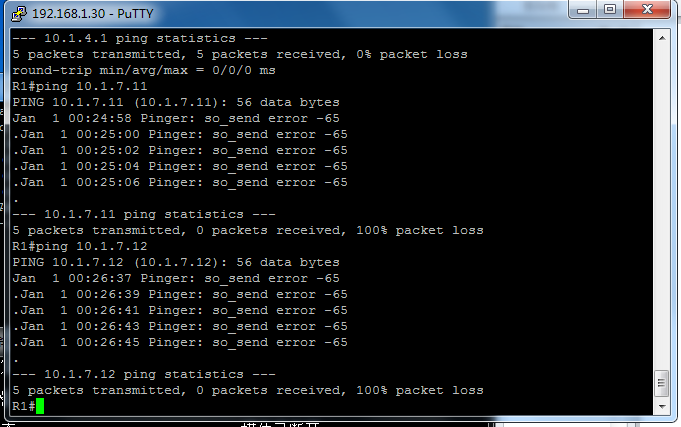 192.168.1.30 - PuTTY
--- 10.1.4.1 ping statistics ---
5 packets transmitted, 5 packets received, 0% packet loss
round-trip min/avg/max = 0/0/0 ms
R1#ping 10.1.7.11
PING 10.1.7.11 (10.1.7.11): 56 data bytes
Jan  1 00:24:58 Pinger: so_send error -65
.Jan  1 00:25:00 Pinger: so_send error -65
.Jan  1 00:25:02 Pinger: so_send error -65
.Jan  1 00:25:04 Pinger: so_send error -65
.Jan  1 00:25:06 Pinger: so_send error -65
.
--- 10.1.7.11 ping statistics ---
5 packets transmitted, 0 packets received, 100% packet loss
R1#ping 10.1.7.12
PING 10.1.7.12 (10.1.7.12): 56 data bytes
Jan  1 00:26:37 Pinger: so_send error -65
.Jan  1 00:26:39 Pinger: so_send error -65
.Jan  1 00:26:41 Pinger: so_send error -65
.Jan  1 00:26:43 Pinger: so_send error -65
.Jan  1 00:26:45 Pinger: so_send error -65
.
--- 10.1.7.12 ping statistics ---
5 packets transmitted, 0 packets received, 100% packet loss
R1#